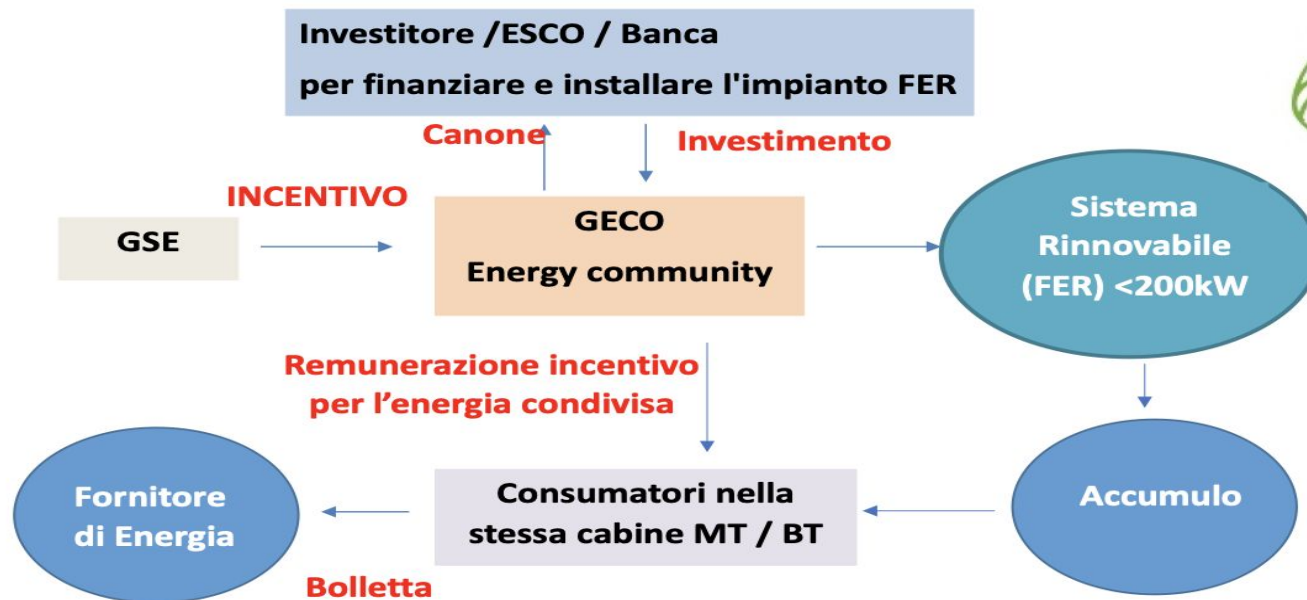 Investitore /ESCO / Banca
per finanziare e installare l'impianto FER
Canone
Investimento
INCENTIVO
GSE
GECO
Energy community
Sistema
Rinnovabile
(FER) <200kW
Remunerazione incentivo
per l’energia condivisa
Fornitore
di Energia
Consumatori nella
stessa cabine MT / BT
Accumulo
Bolletta